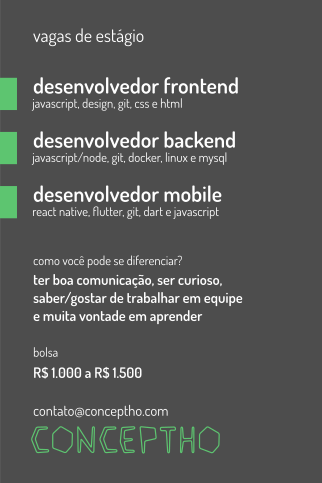 vagas de estágio
desenvolvedor frontend
javascript, design, git, css e html
desenvolvedor backend
javascript/node, git, docker, linux e mysql
desenvolvedor mobile
react native, flutter, git, dart e javascript
como você pode se diferenciar?
ter boa comunicação, ser curioso,
saber/gostar de trabalhar em equipe
e muita vontade em aprender
bolsa
R$ 1.000 a R$ 1.500
contato@conceptho.com
CONCEPTHO